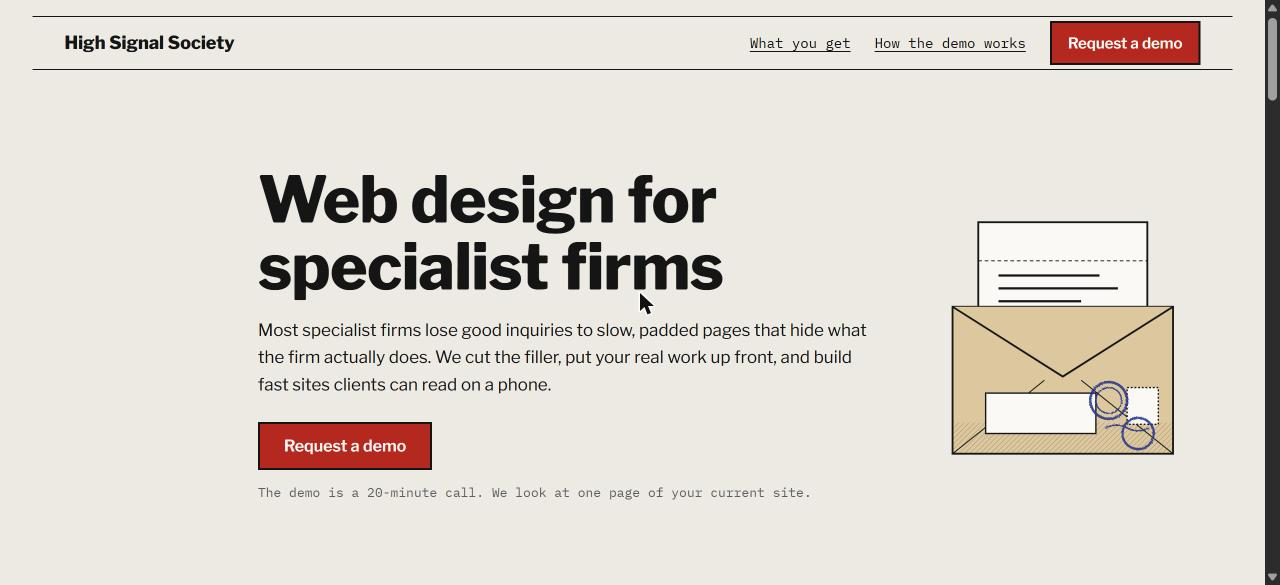 High Signal Society
What you get
How the demo works
Request a demo
Web design for
specialist firms
Most specialist firms lose good inquiries to slow, padded pages that hide what
the firm actually does. We cut the filler, put your real work up front, and build
fast sites clients can read on a phone.
Request a demo
The demo is a 20-minute call. We look at one page of your current site.